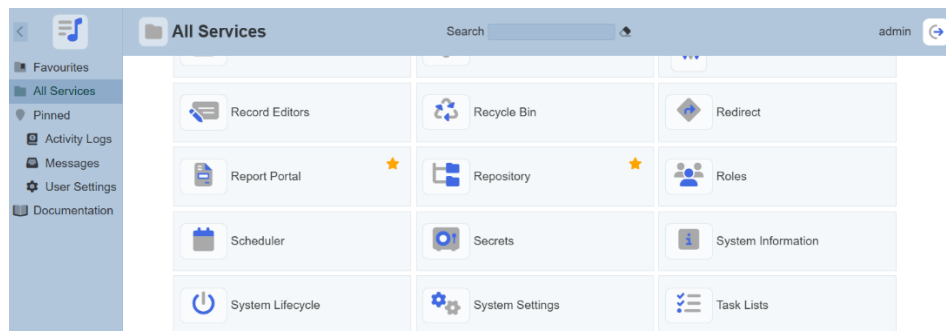 All Services
Search
admin
Favourites
All Services
Pinned
Activity Logs
Messages
User Settings
Documentation
Record Editors
Recycle Bin
Redirect
Report Portal
Repository
Roles
Scheduler
Secrets
System Information
System Lifecycle
System Settings
Task Lists